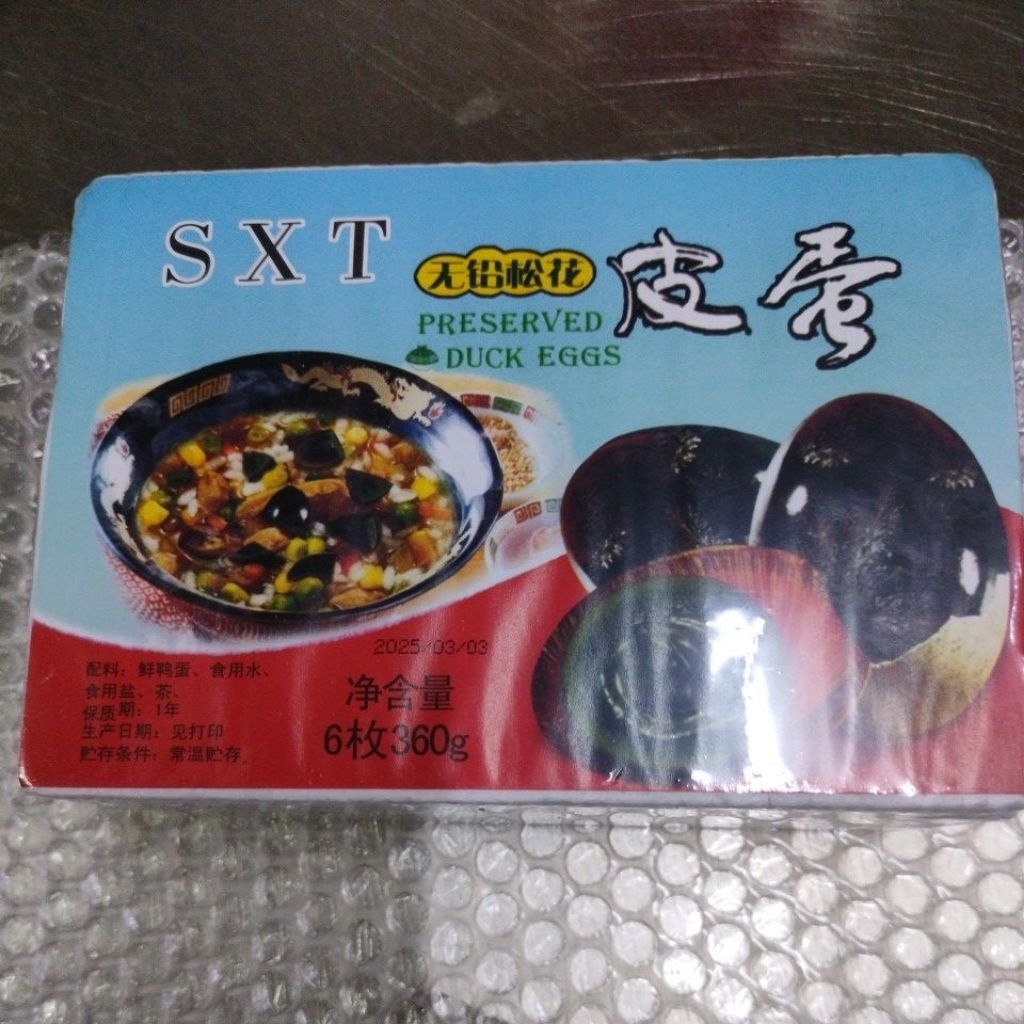 SXT
无铅松花
皮蛋
PRESERVED
DUCK EGGS
2025/03/03
配料：鲜鸭蛋、食用水、
食用盐、茶、
保质期：1年
生产日期：见打印
贮存条件：常温贮存
净含量
6枚360g